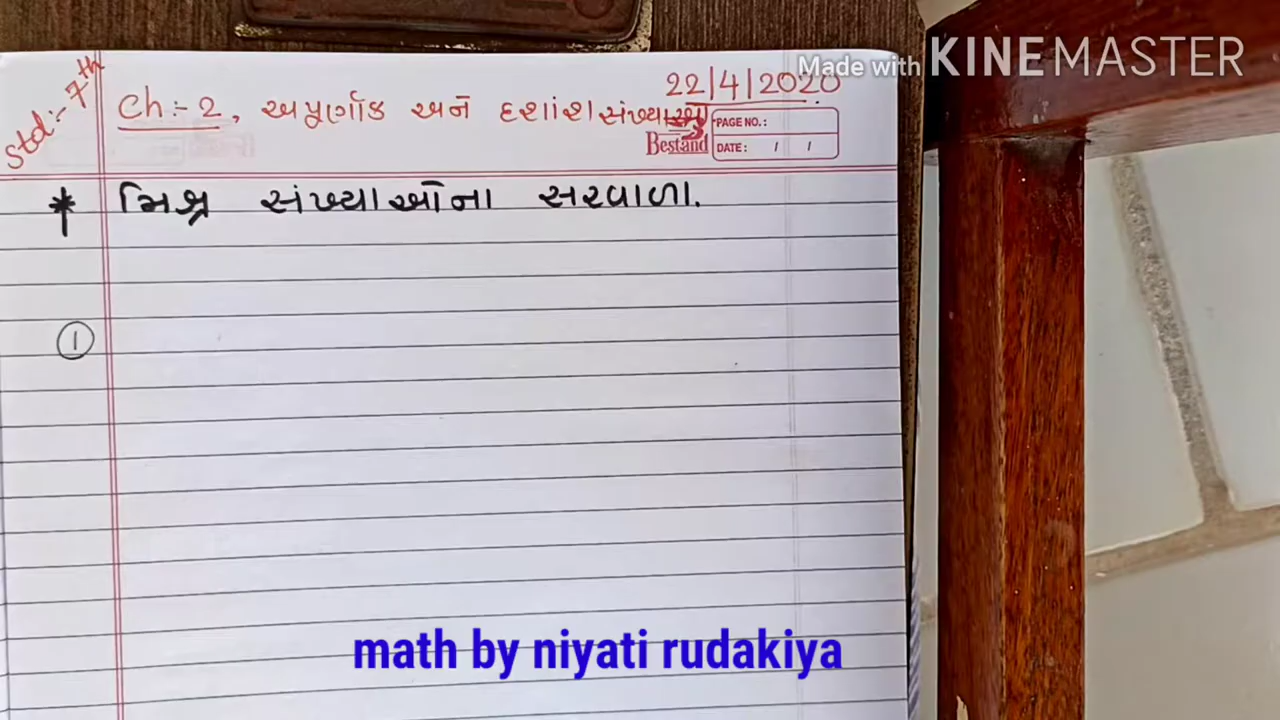 Made with KINEMASTER
Std:- 7th
22/4/2020
Ch:- 2, અપૂર્ણાંક અને દશાંશ સંખ્યાઓ
Bestand
PAGE NO.:
DATE: / /
* મિશ્ર સંખ્યાઓના સરવાળા.
①
math by niyati rudakiya